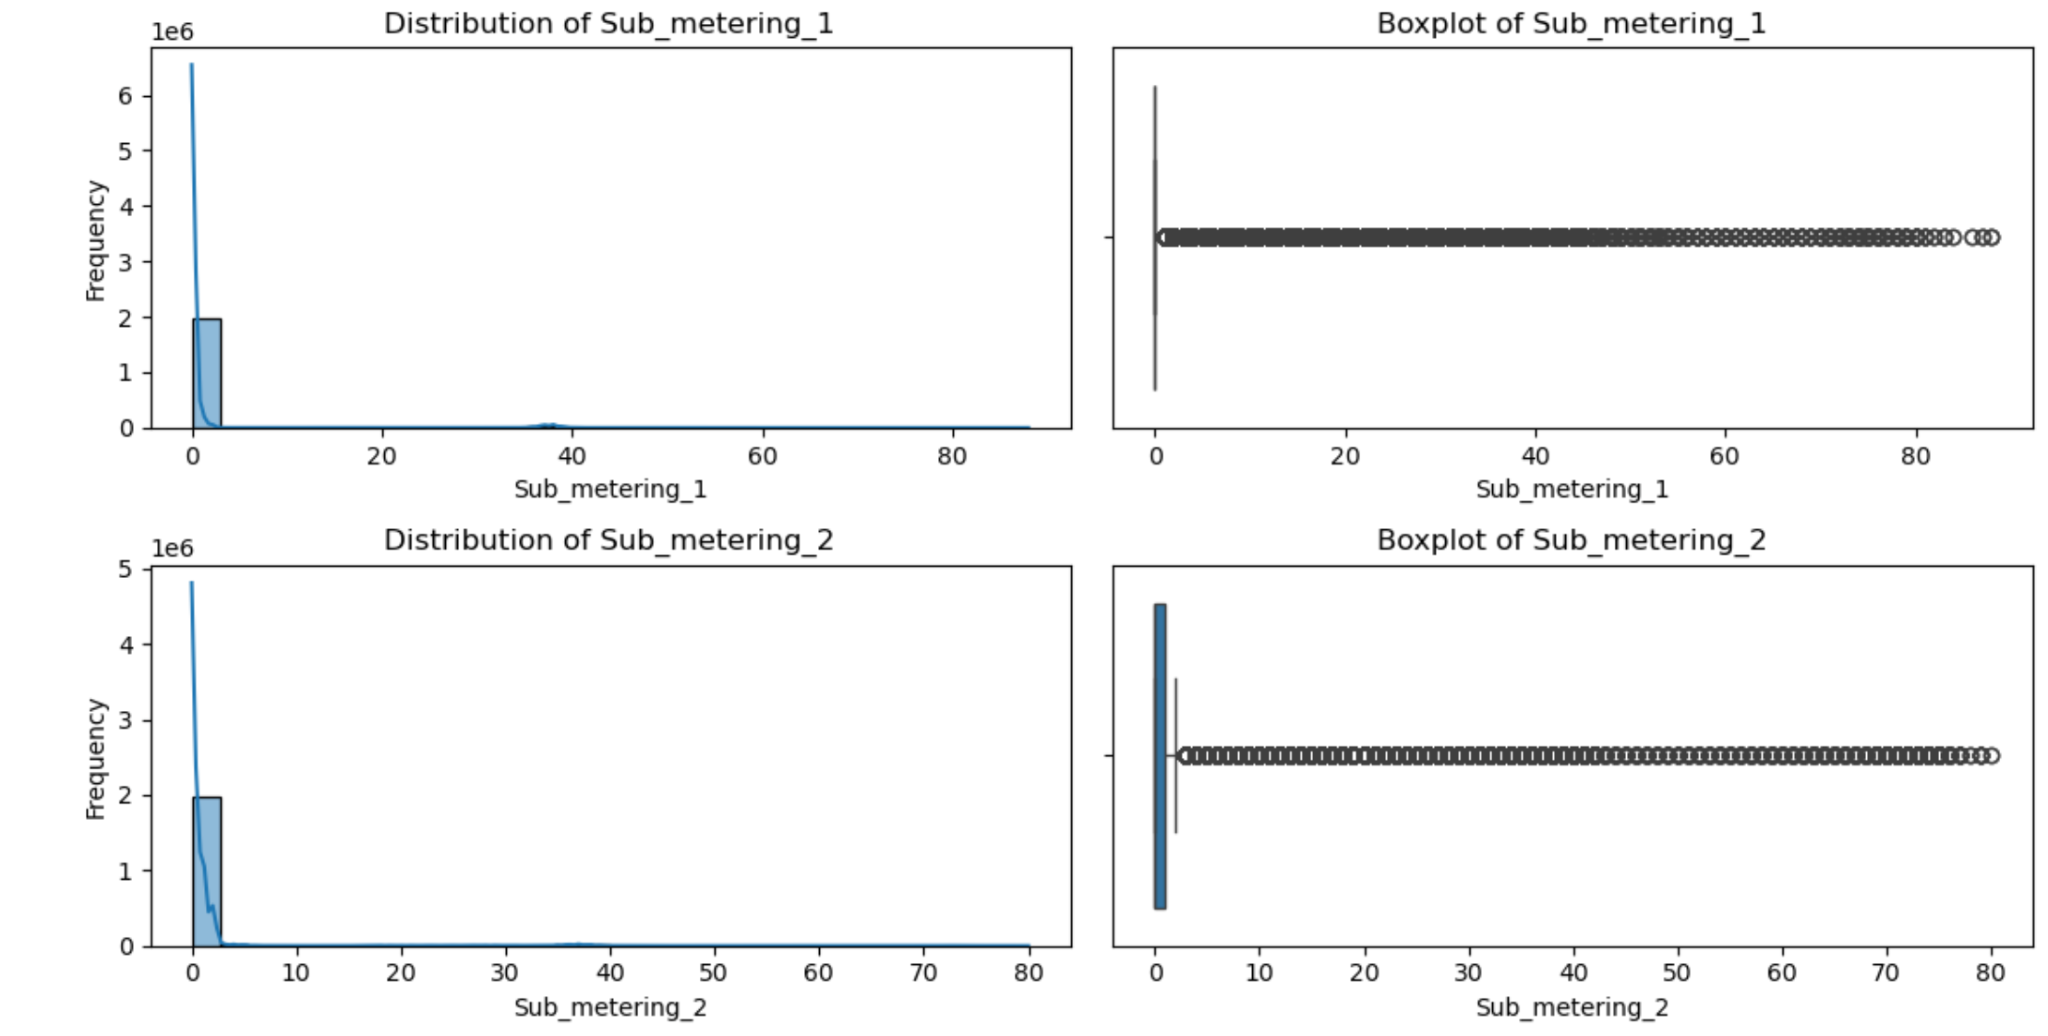 Distribution of Sub_metering_1
1e6
6
5
4
3
2
1
0
Frequency
0 20 40 60 80
Sub_metering_1
Boxplot of Sub_metering_1
0 20 40 60 80
Sub_metering_1
Distribution of Sub_metering_2
1e6
5
4
3
2
1
0
Frequency
0 10 20 30 40 50 60 70 80
Sub_metering_2
Boxplot of Sub_metering_2
0 10 20 30 40 50 60 70 80
Sub_metering_2